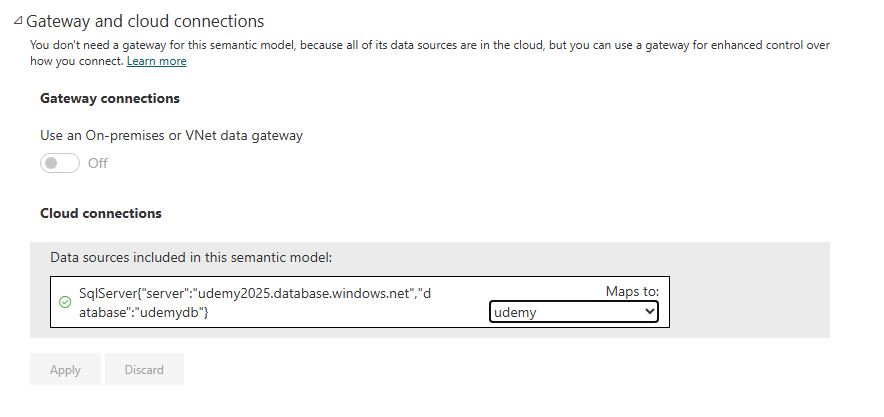 Gateway and cloud connections
You don't need a gateway for this semantic model, because all of its data sources are in the cloud, but you can use a gateway for enhanced control over
how you connect. Learn more
Gateway connections
Use an On-premises or VNet data gateway
Off
Cloud connections
Data sources included in this semantic model:
SqlServer{"server":"udemy2025.database.windows.net","d
atabase":"udemydb"}
Maps to:
udemy
Apply Discard